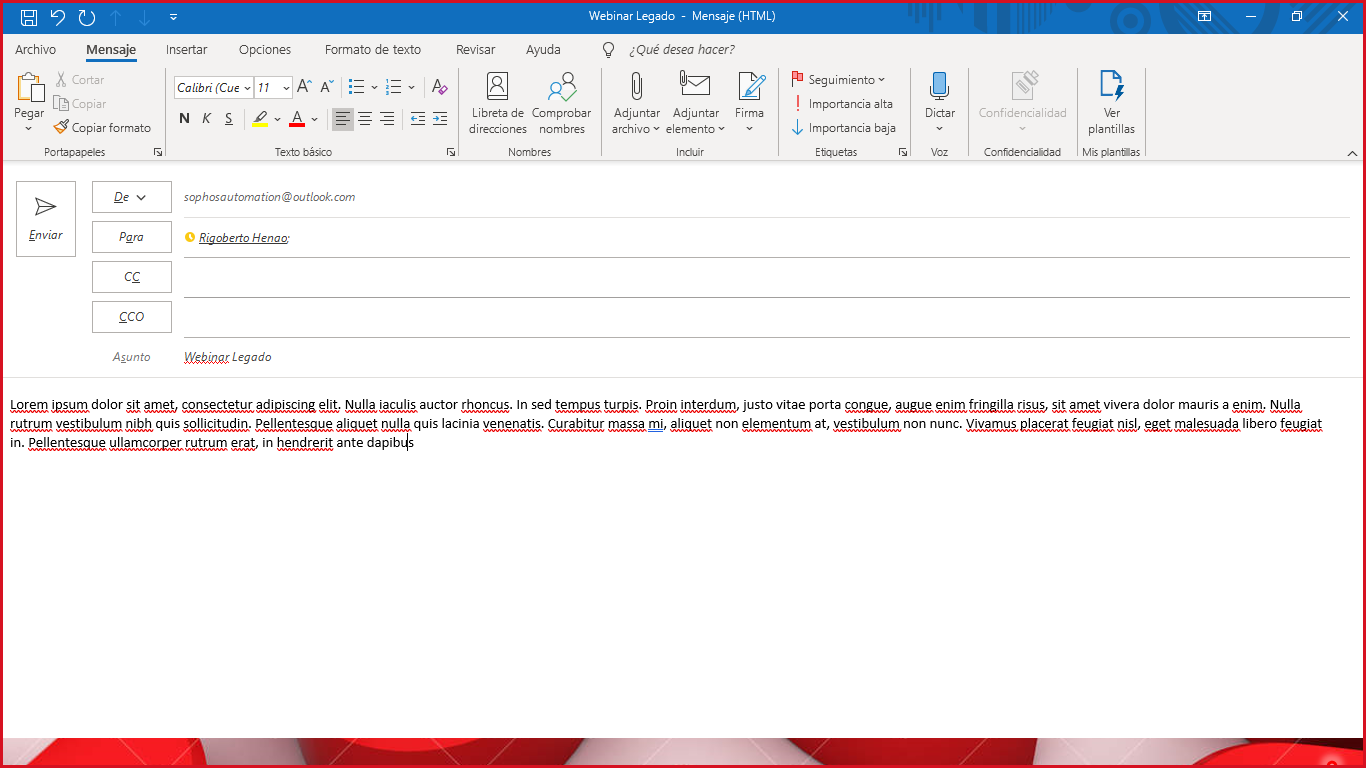 Webinar Legado - Mensaje (HTML)
Archivo Mensaje Insertar Opciones Formato de texto Revisar Ayuda ¿Qué desea hacer?
Pegar
Cortar
Copiar
Copiar formato
Portapapeles
Calibri (Cue 11
N K S A
Texto básico
Libreta de direcciones
Comprobar nombres
Nombres
Adjuntar archivo
Adjuntar elemento
Firma
Incluir
Seguimiento
Importancia alta
Importancia baja
Etiquetas
Dictar
Voz
Confidencialidad
Confidencialidad
Ver plantillas
Mis plantillas
Enviar
De sophosautomation@outlook.com
Para Rigoberto Henao;
CC
CCO
Asunto Webinar Legado
Lorem ipsum dolor sit amet, consectetur adipiscing elit. Nulla iaculis auctor rhoncus. In sed tempus turpis. Proin interdum, justo vitae porta congue, augue enim fringilla risus, sit amet vivera dolor mauris a enim. Nulla
rutrum vestibulum nibh quis sollicitudin. Pellentesque aliquet nulla quis lacinia venenatis. Curabitur massa mi, aliquet non elementum at, vestibulum non nunc. Vivamus placerat feugiat nisl, eget malesuada libero feugiat
in. Pellentesque ullamcorper rutrum erat, in hendrerit ante dapibus